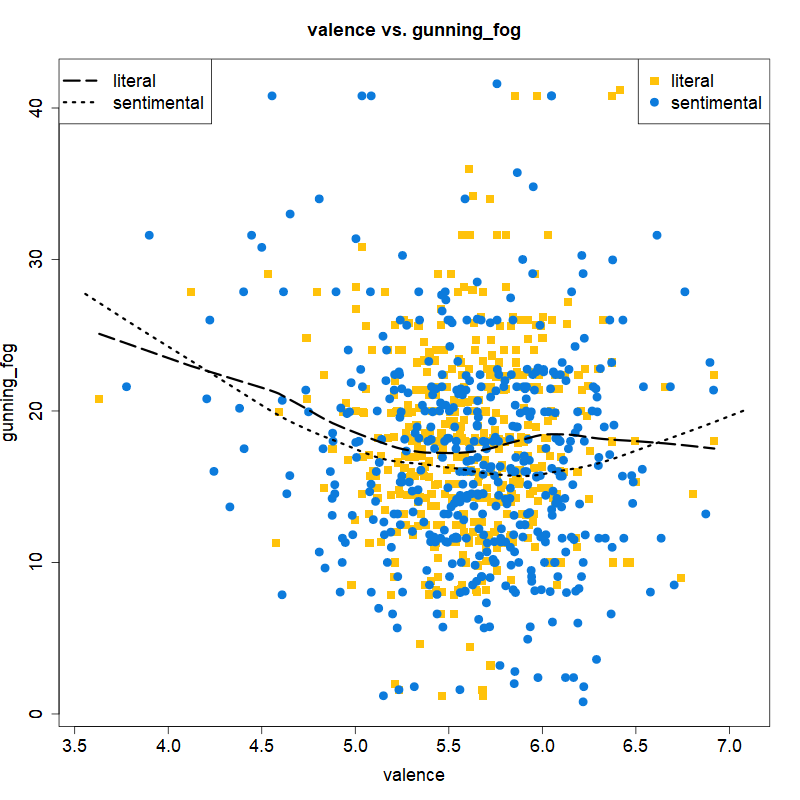 valence vs. gunning_fog
literal
sentimental
literal
sentimental
gunning_fog
40
30
20
10
0
3.5 4.0 4.5 5.0 5.5 6.0 6.5 7.0
valence